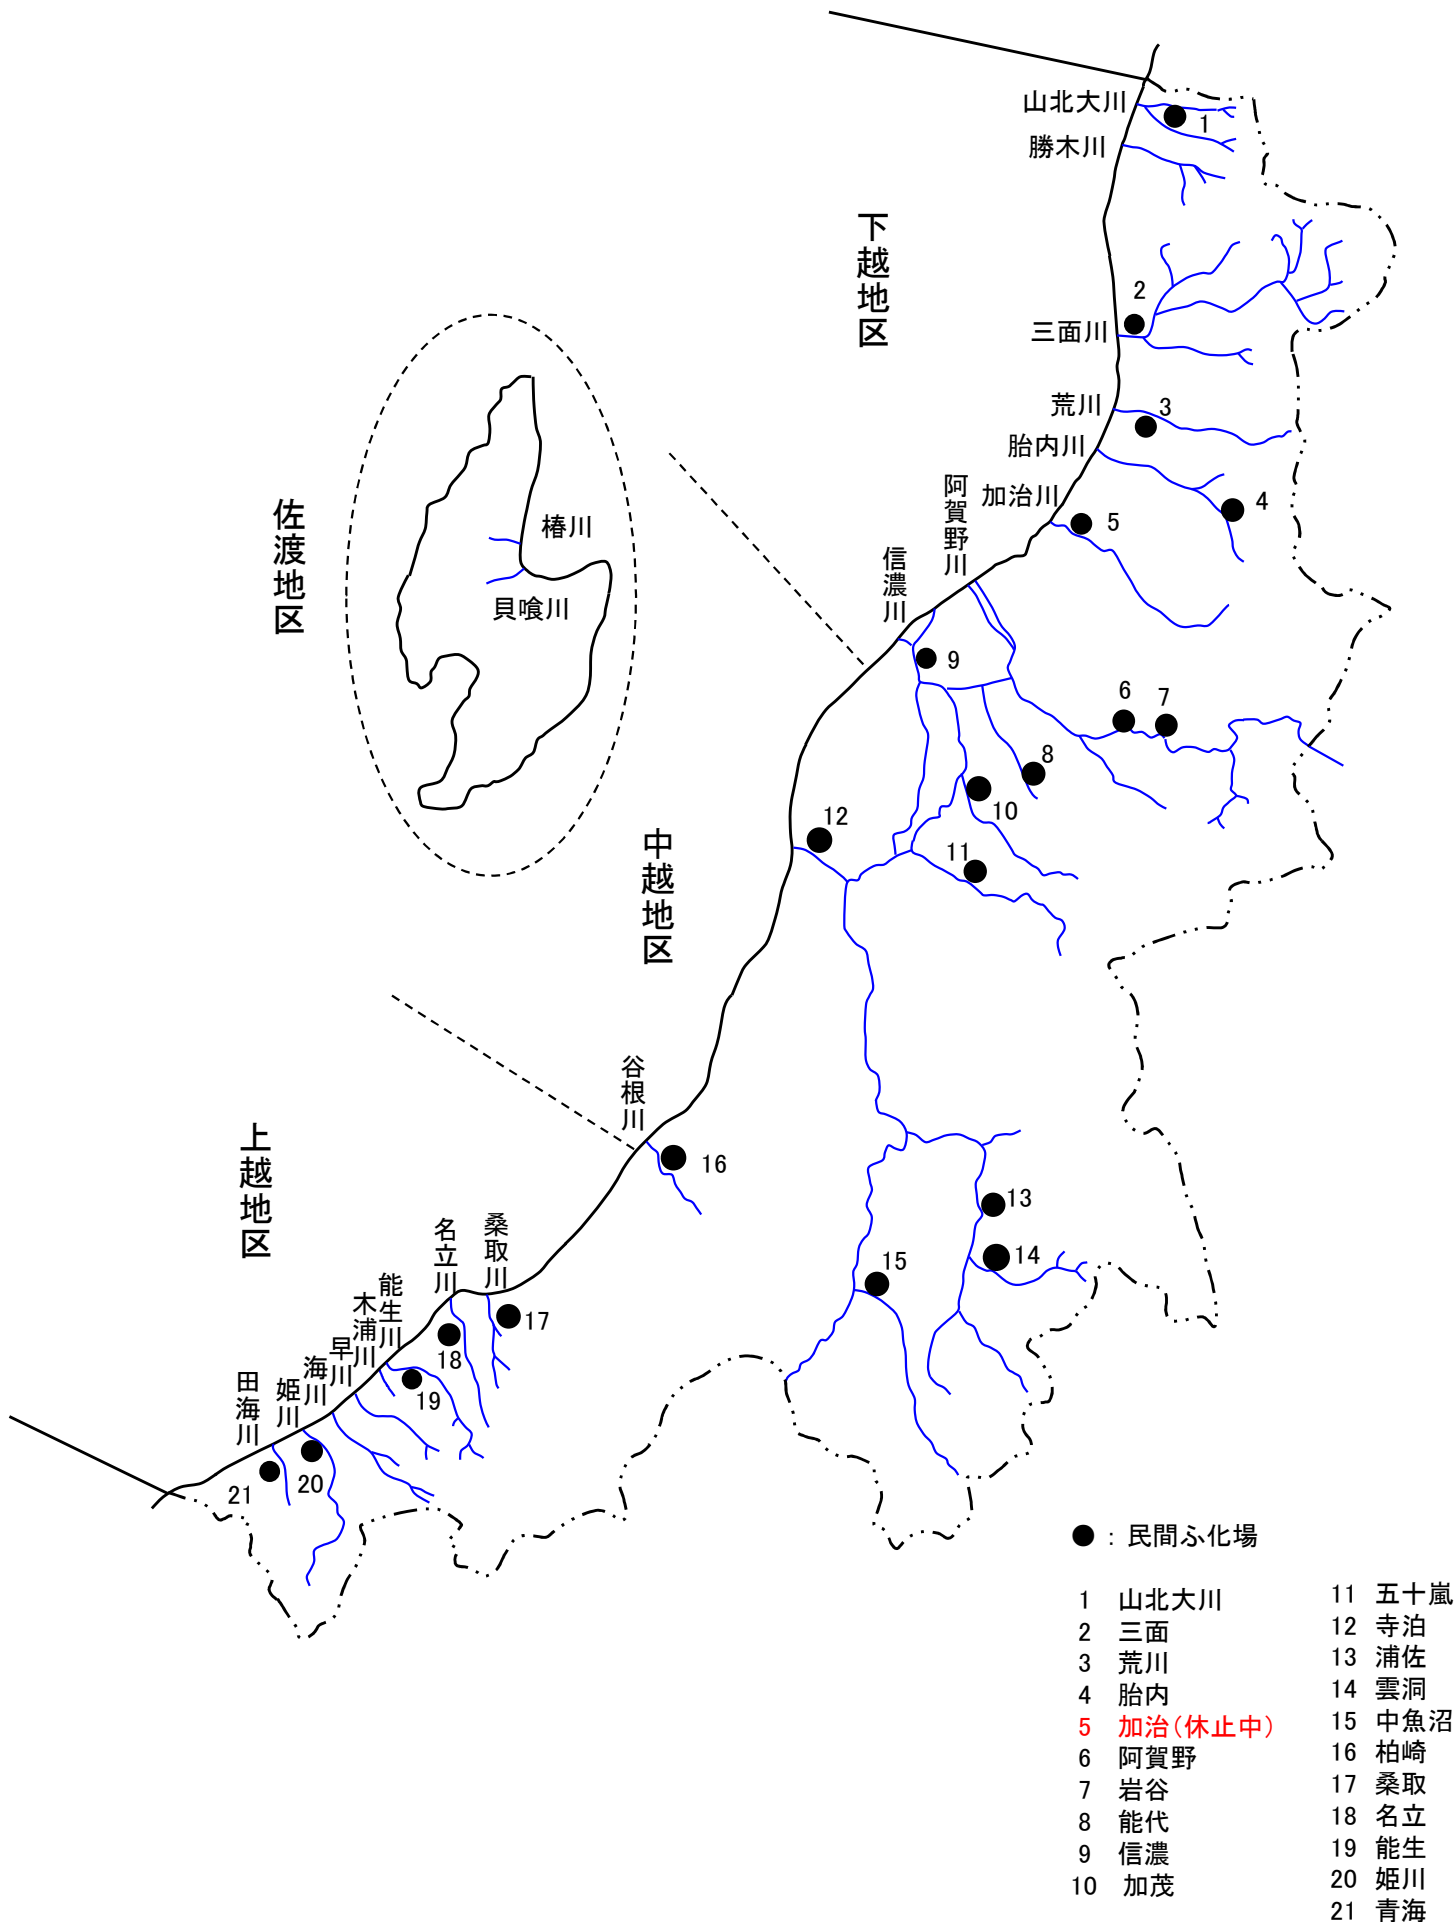 山北大川
1
勝木川
下越地区
2
三面川
荒川
3
胎内川
4
加治川
5
阿賀野川
信濃川
9
佐渡地区
椿川
貝喰川
6
7
8
10
11
12
中越地区
谷根川
16
13
14
15
上越地区
桑取川
17
名立川
18
能生川
19
木浦川
早川
海川
姫川
20
田海川
21
● : 民間ふ化場
1 山北大川
2 三面
3 荒川
4 胎内
5 加治(休止中)
6 阿賀野
7 岩谷
8 能代
9 信濃
10 加茂
11 五十嵐
12 寺泊
13 浦佐
14 雲洞
15 中魚沼
16 柏崎
17 桑取
18 名立
19 能生
20 姫川
21 青海